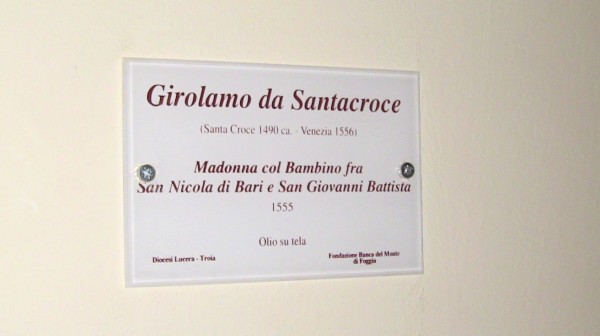 Girolamo da Santacroce
(Santa Croce 1490 ca. - Venezia 1556)
Madonna col Bambino fra
San Nicola di Bari e San Giovanni Battista
1555
Olio su tela
Diocesi Lucera - Troia
Fondazione Banca del Monte
di Foggia